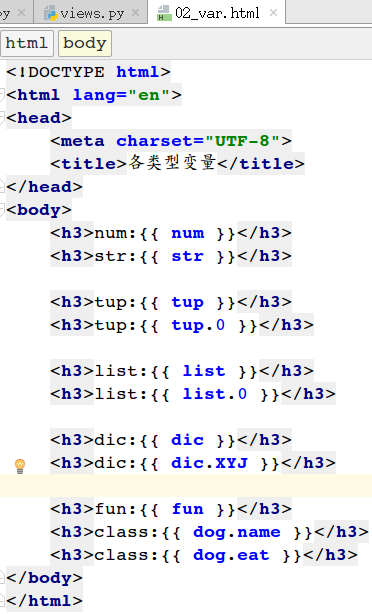 py × views.py × 02_var.html ×
html body
<!DOCTYPE html>
<html lang="en">
<head>
    <meta charset="UTF-8">
    <title>各类型变量</title>
</head>
<body>
    <h3>num:{{ num }}</h3>
    <h3>str:{{ str }}</h3>
    <h3>tup:{{ tup }}</h3>
    <h3>tup:{{ tup.0 }}</h3>
    <h3>list:{{ list }}</h3>
    <h3>list:{{ list.0 }}</h3>
    <h3>dic:{{ dic }}</h3>
    <h3>dic:{{ dic.XYJ }}</h3>
    <h3>fun:{{ fun }}</h3>
    <h3>class:{{ dog.name }}</h3>
    <h3>class:{{ dog.eat }}</h3>
</body>
</html>